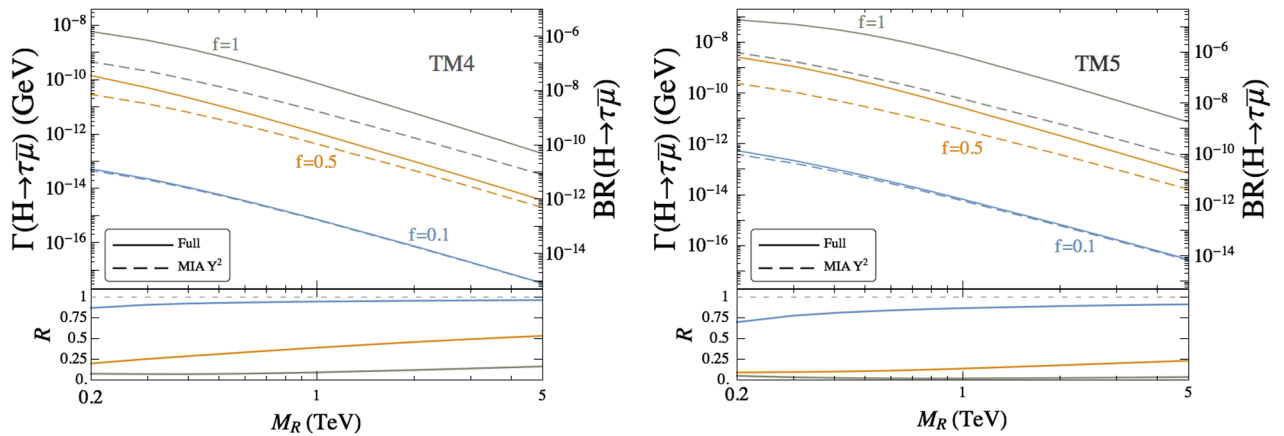 Γ(H→τμ̄) (GeV)
10⁻⁸
10⁻¹⁰
10⁻¹²
10⁻¹⁴
10⁻¹⁶
f=1
TM4
f=0.5
f=0.1
Full
MIA Y²
10⁻⁶
10⁻⁸
10⁻¹⁰
10⁻¹²
10⁻¹⁴
BR(H→τμ̄)
R
1
0.75
0.5
0.25
0.
0.2
1
5
M_R (TeV)
Γ(H→τμ̄) (GeV)
10⁻⁸
10⁻¹⁰
10⁻¹²
10⁻¹⁴
10⁻¹⁶
f=1
TM5
f=0.5
f=0.1
Full
MIA Y²
10⁻⁶
10⁻⁸
10⁻¹⁰
10⁻¹²
10⁻¹⁴
BR(H→τμ̄)
R
1
0.75
0.5
0.25
0.
0.2
1
5
M_R (TeV)